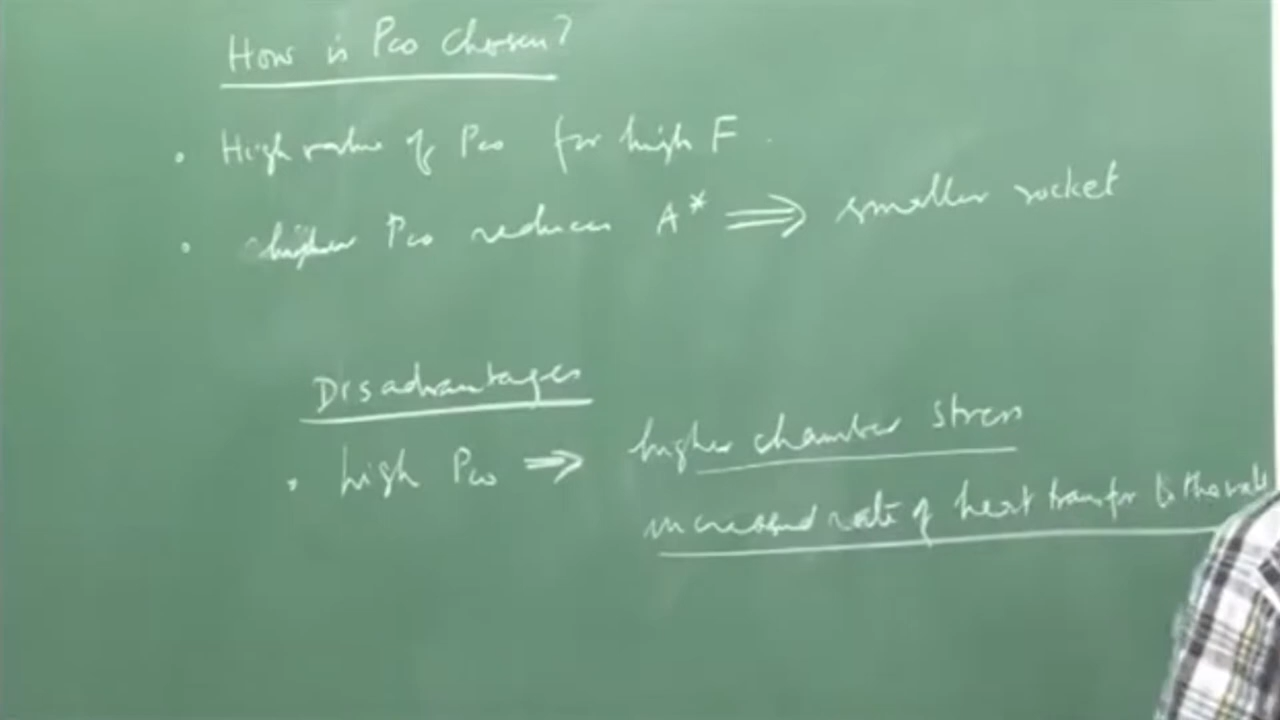 How is Pco chosen?
• High value of Pco for high F.
• higher Pco reduces A* ⟹ smaller rocket
Disadvantages
• high Pco ⇒ higher chamber stress
increased rate of heat transfer to the walls